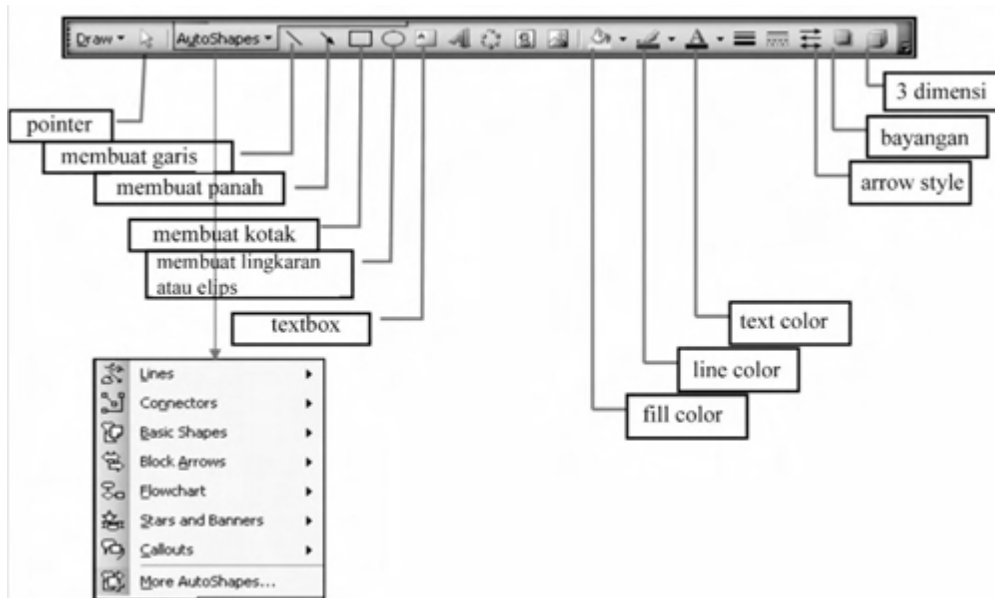 Draw
AutoShapes
A
pointer
membuat garis
membuat panah
membuat kotak
membuat lingkaran
atau elips
textbox
3 dimensi
bayangan
arrow style
text color
line color
fill color
Lines
Connectors
Basic Shapes
Block Arrows
Flowchart
Stars and Banners
Callouts
More AutoShapes...